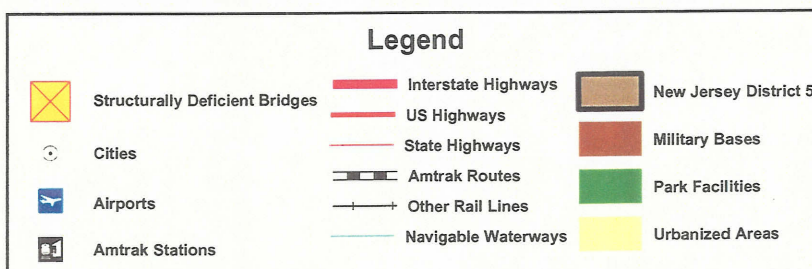 Legend
Structurally Deficient Bridges
Cities
Airports
Amtrak Stations
Interstate Highways
US Highways
State Highways
Amtrak Routes
Other Rail Lines
Navigable Waterways
New Jersey District 5
Military Bases
Park Facilities
Urbanized Areas